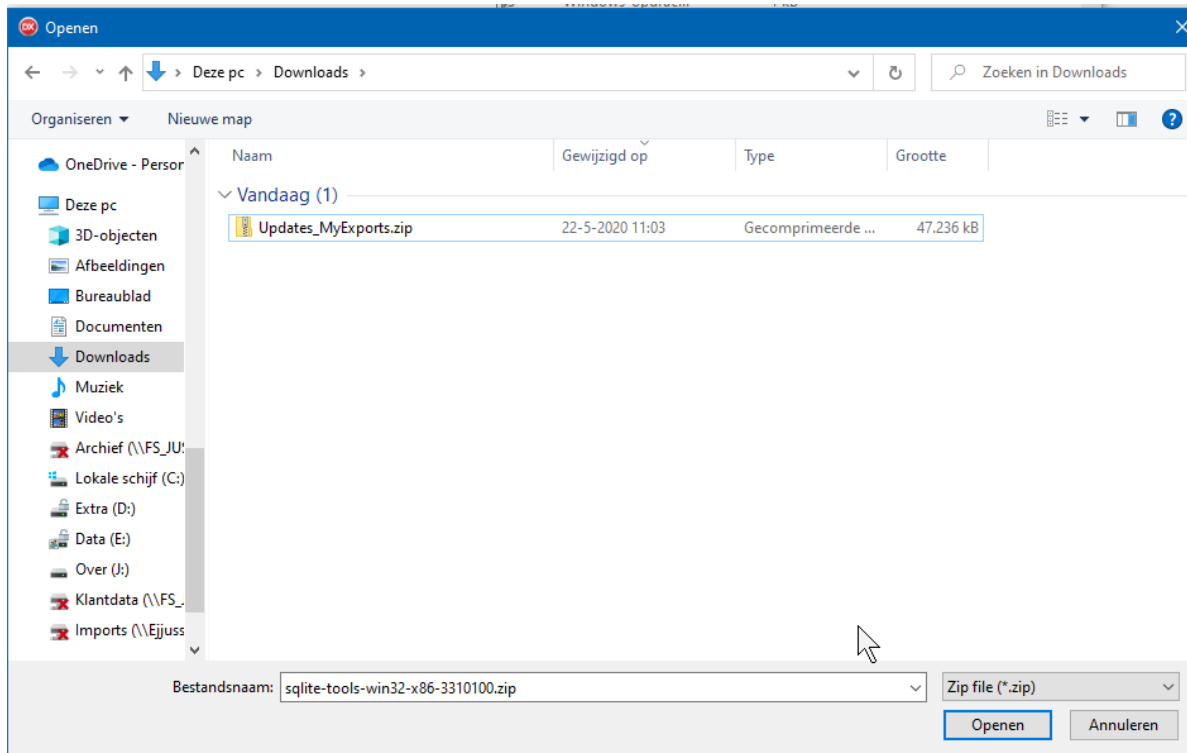 DX Openen
Deze pc > Downloads >
Zoeken in Downloads
Organiseren Nieuwe map
Naam Gewijzigd op Type Grootte
OneDrive - Person
Deze pc
3D-objecten
Afbeeldingen
Bureaublad
Documenten
Downloads
Muziek
Video's
Archief (\\FS_JU
Lokale schijf (C:)
Extra (D:)
Data (E:)
Over (J:)
Klantdata (\\FS_
Imports (\\Ejjuss
Vandaag (1)
Updates_MyExports.zip 22-5-2020 11:03 Gecomprimeerde ... 47.236 kB
Bestandsnaam: sqlite-tools-win32-x86-3310100.zip Zip file (*.zip)
Openen Annuleren